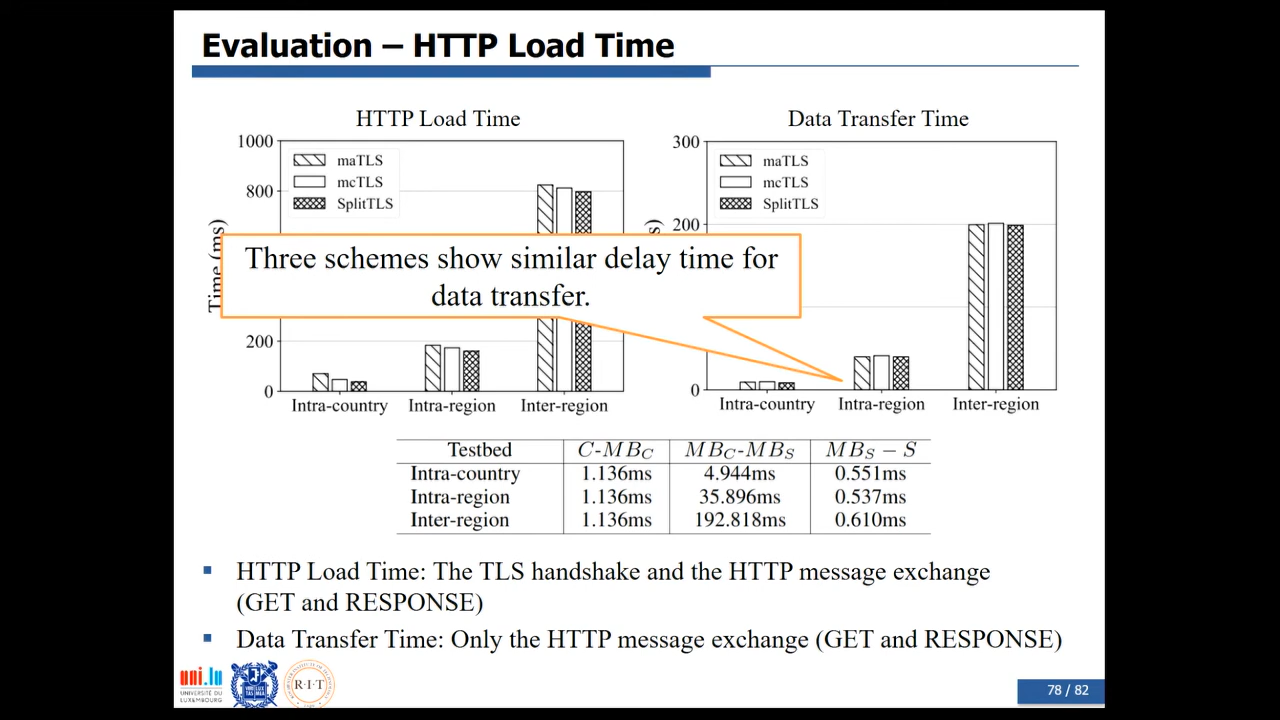 Evaluation – HTTP Load Time
HTTP Load Time
1000
800
200
0
Time (ms)
maTLS
mcTLS
SplitTLS
Intra-country
Intra-region
Inter-region
Data Transfer Time
300
200
0
s)
maTLS
mcTLS
SplitTLS
Intra-country
Intra-region
Inter-region
Three schemes show similar delay time for
data transfer.
Testbed C-MB_C MB_C-MB_S MB_S − S
Intra-country 1.136ms 4.944ms 0.551ms
Intra-region 1.136ms 35.896ms 0.537ms
Inter-region 1.136ms 192.818ms 0.610ms
▪ HTTP Load Time: The TLS handshake and the HTTP message exchange
(GET and RESPONSE)
▪ Data Transfer Time: Only the HTTP message exchange (GET and RESPONSE)
uni.lu
UNIVERSITÉ DU
LUXEMBOURG
R·I·T
78 / 82